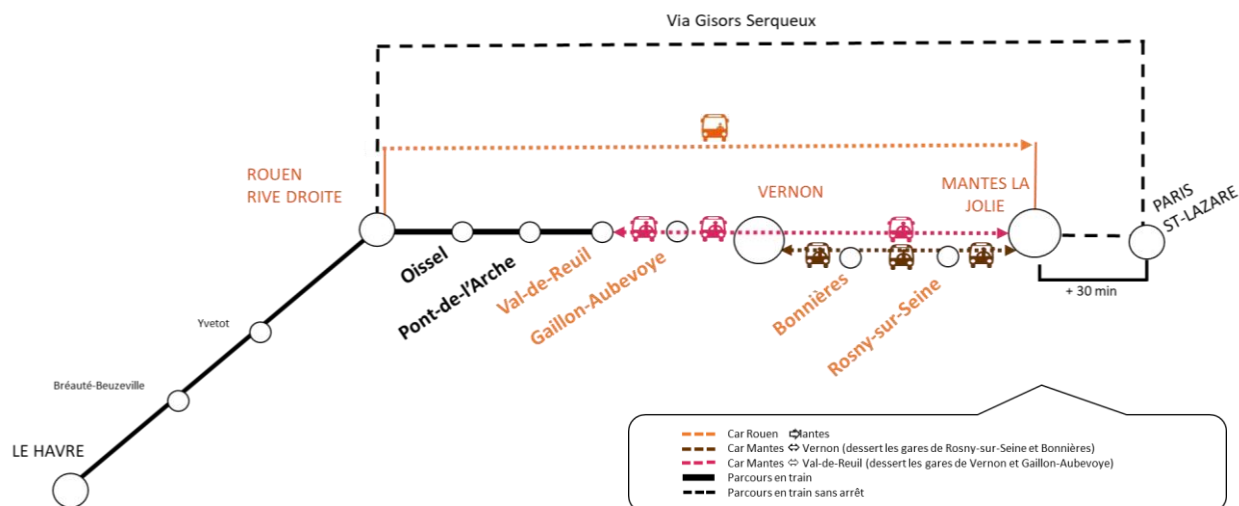 Via Gisors Serqueux
ROUEN
RIVE DROITE
VERNON
MANTES LA
JOLIE
PARIS
ST-LAZARE
Oissel
Pont-de-l'Arche
Val-de-Reuil
Gaillon-Aubevoye
Bonnières
Rosny-sur-Seine
+ 30 min
Yvetot
Bréauté-Beuzeville
LE HAVRE
Car Rouen ⇨Mantes
Car Mantes ⇔ Vernon (dessert les gares de Rosny-sur-Seine et Bonnières)
Car Mantes ⇔ Val-de-Reuil (dessert les gares de Vernon et Gaillon-Aubevoye)
Parcours en train
Parcours en train sans arrêt